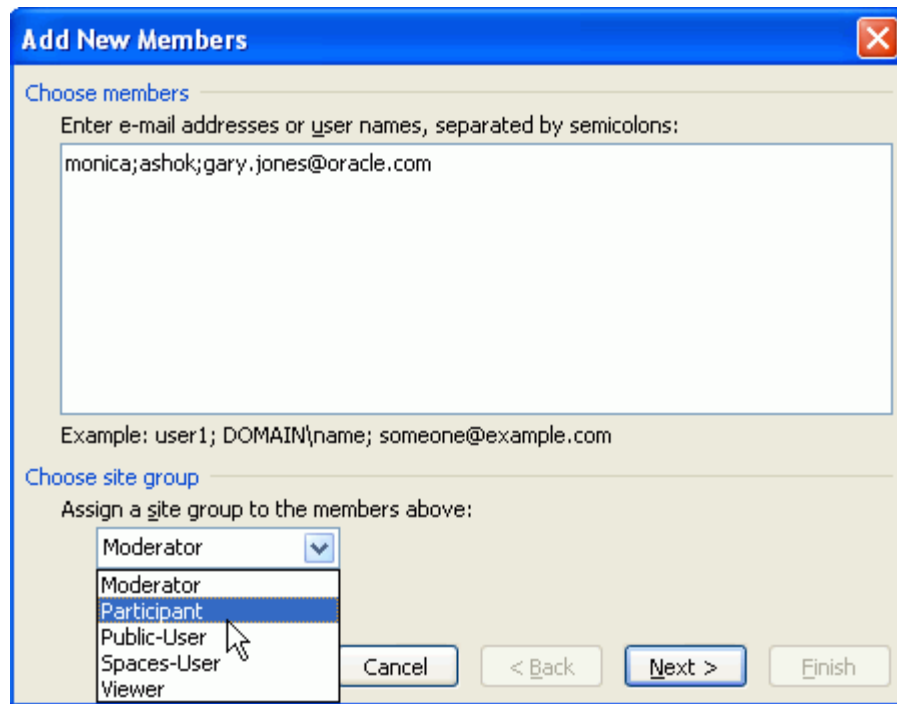 Add New Members
Choose members
Enter e-mail addresses or user names, separated by semicolons:
monica;ashok;gary.jones@oracle.com
Example: user1; DOMAIN\name; someone@example.com
Choose site group
Assign a site group to the members above:
Moderator
Moderator
Participant
Public-User
Spaces-User
Viewer
Cancel < Back Next > Finish